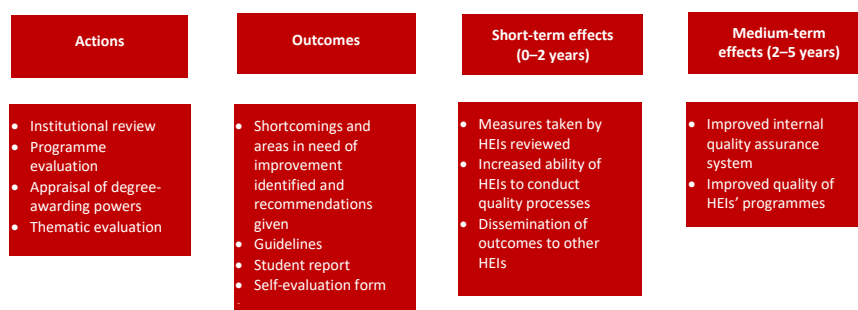 Actions
Outcomes
Short-term effects
(0–2 years)
Medium-term
effects (2–5 years)
• Institutional review
• Programme
evaluation
• Appraisal of degree-
awarding powers
• Thematic evaluation
• Shortcomings and
areas in need of
improvement
identified and
recommendations
given
• Guidelines
• Student report
• Self-evaluation form
• Measures taken by
HEIs reviewed
• Increased ability of
HEIs to conduct
quality processes
• Dissemination of
outcomes to other
HEIs
• Improved internal
quality assurance
system
• Improved quality of
HEIs’ programmes